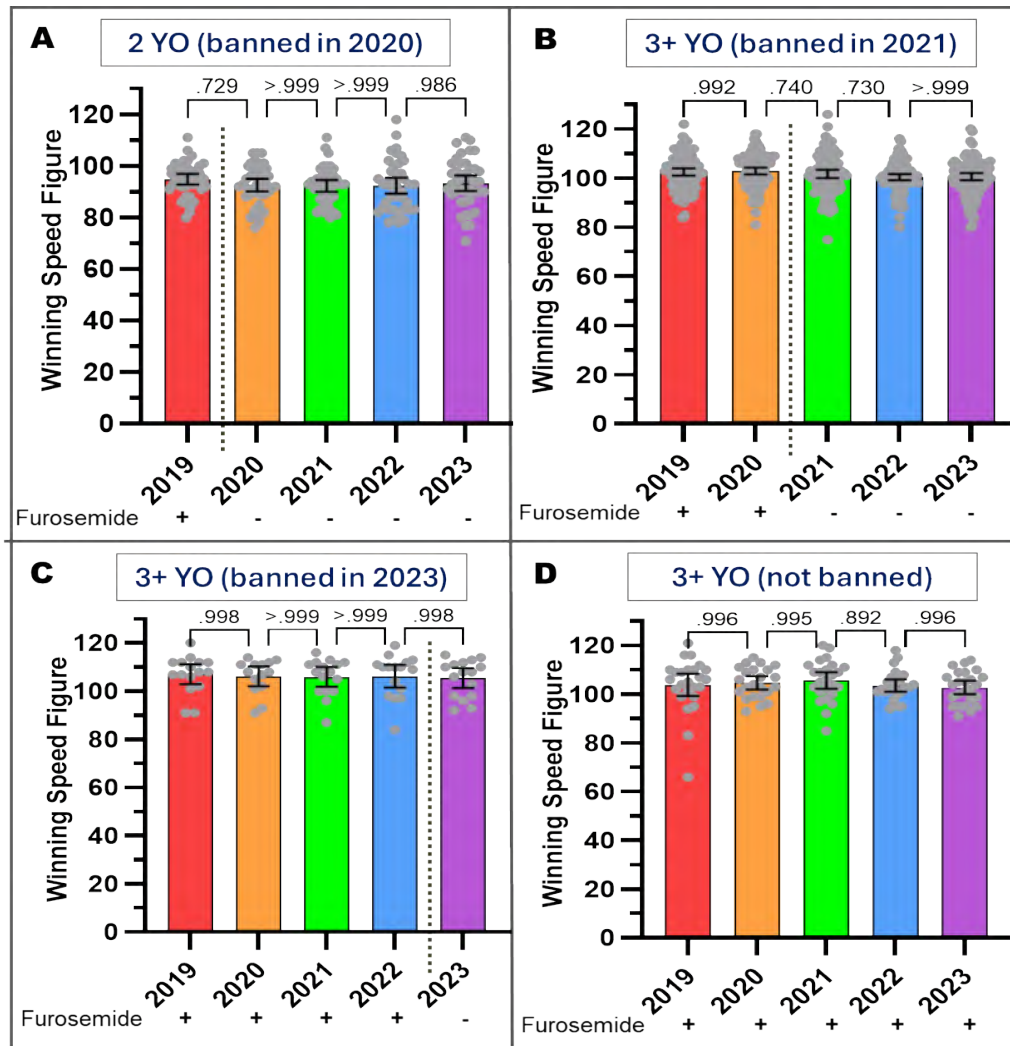 A
2 YO (banned in 2020)
.729 >.999 >.999 .986
Winning Speed Figure
120
100
80
60
40
20
0
2019 2020 2021 2022 2023
Furosemide + - - - -
B
3+ YO (banned in 2021)
.992 .740 .730 >.999
Winning Speed Figure
120
100
80
60
40
20
0
2019 2020 2021 2022 2023
Furosemide + + - - -
C
3+ YO (banned in 2023)
.998 >.999 >.999 .998
Winning Speed Figure
120
100
80
60
40
20
0
2019 2020 2021 2022 2023
Furosemide + + + + -
D
3+ YO (not banned)
.996 .995 .892 .996
Winning Speed Figure
120
100
80
60
40
20
0
2019 2020 2021 2022 2023
Furosemide + + + + +